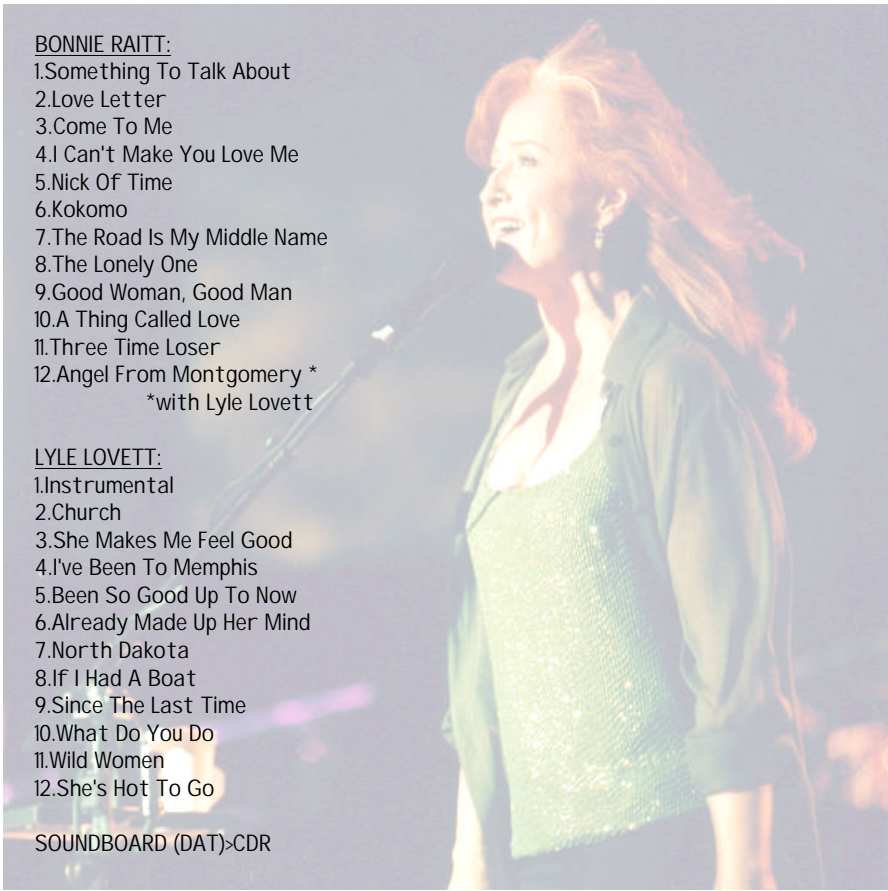 BONNIE RAITT:
1.Something To Talk About
2.Love Letter
3.Come To Me
4.I Can't Make You Love Me
5.Nick Of Time
6.Kokomo
7.The Road Is My Middle Name
8.The Lonely One
9.Good Woman, Good Man
10.A Thing Called Love
11.Three Time Loser
12.Angel From Montgomery *
*with Lyle Lovett
LYLE LOVETT:
1.Instrumental
2.Church
3.She Makes Me Feel Good
4.I've Been To Memphis
5.Been So Good Up To Now
6.Already Made Up Her Mind
7.North Dakota
8.If I Had A Boat
9.Since The Last Time
10.What Do You Do
11.Wild Women
12.She's Hot To Go
SOUNDBOARD (DAT)>CDR